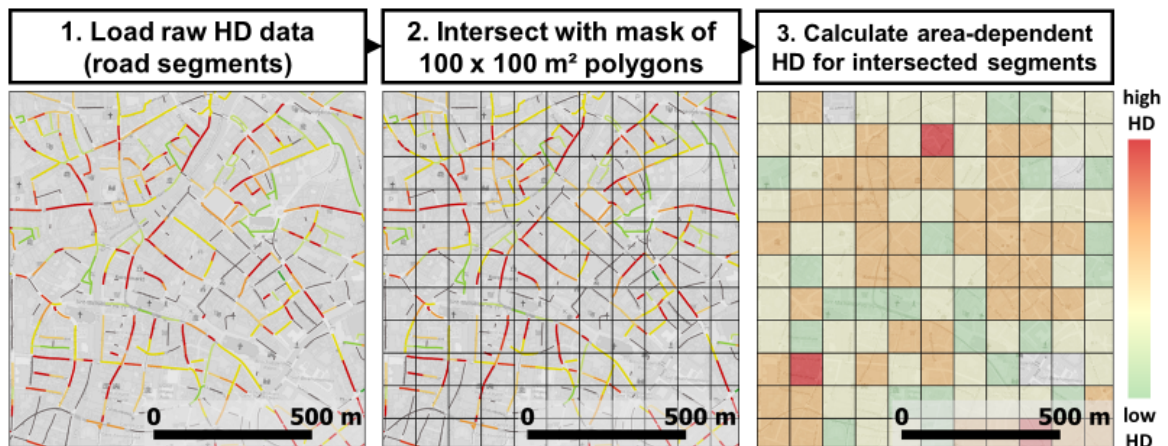 1. Load raw HD data
(road segments)
2. Intersect with mask of
100 x 100 m² polygons
3. Calculate area-dependent
HD for intersected segments
high
HD
low
HD
0 500 m
0 500 m
0 500 m